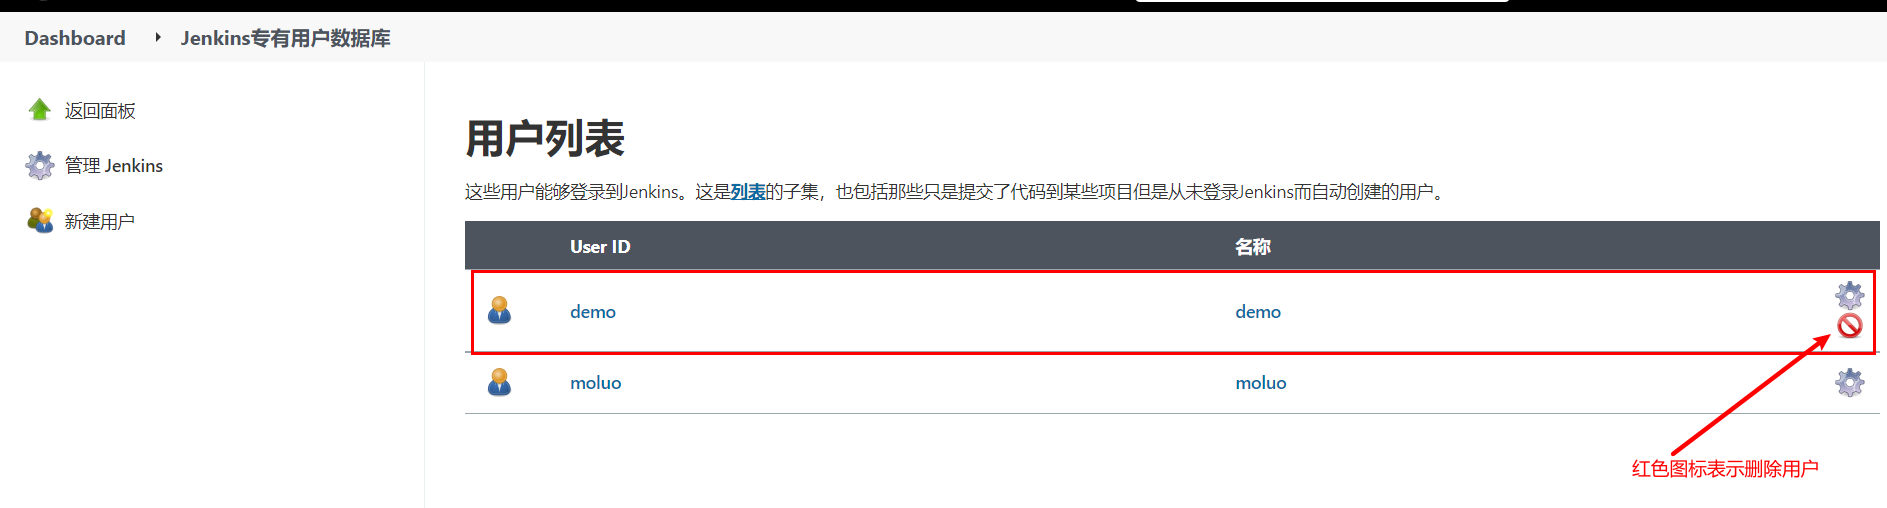 Dashboard Jenkins专有用户数据库
返回面板
管理 Jenkins
新建用户
用户列表
这些用户能够登录到Jenkins。这是列表的子集，也包括那些只是提交了代码到某些项目但是从未登录Jenkins而自动创建的用户。
User ID 名称
demo demo
moluo moluo
红色图标表示删除用户